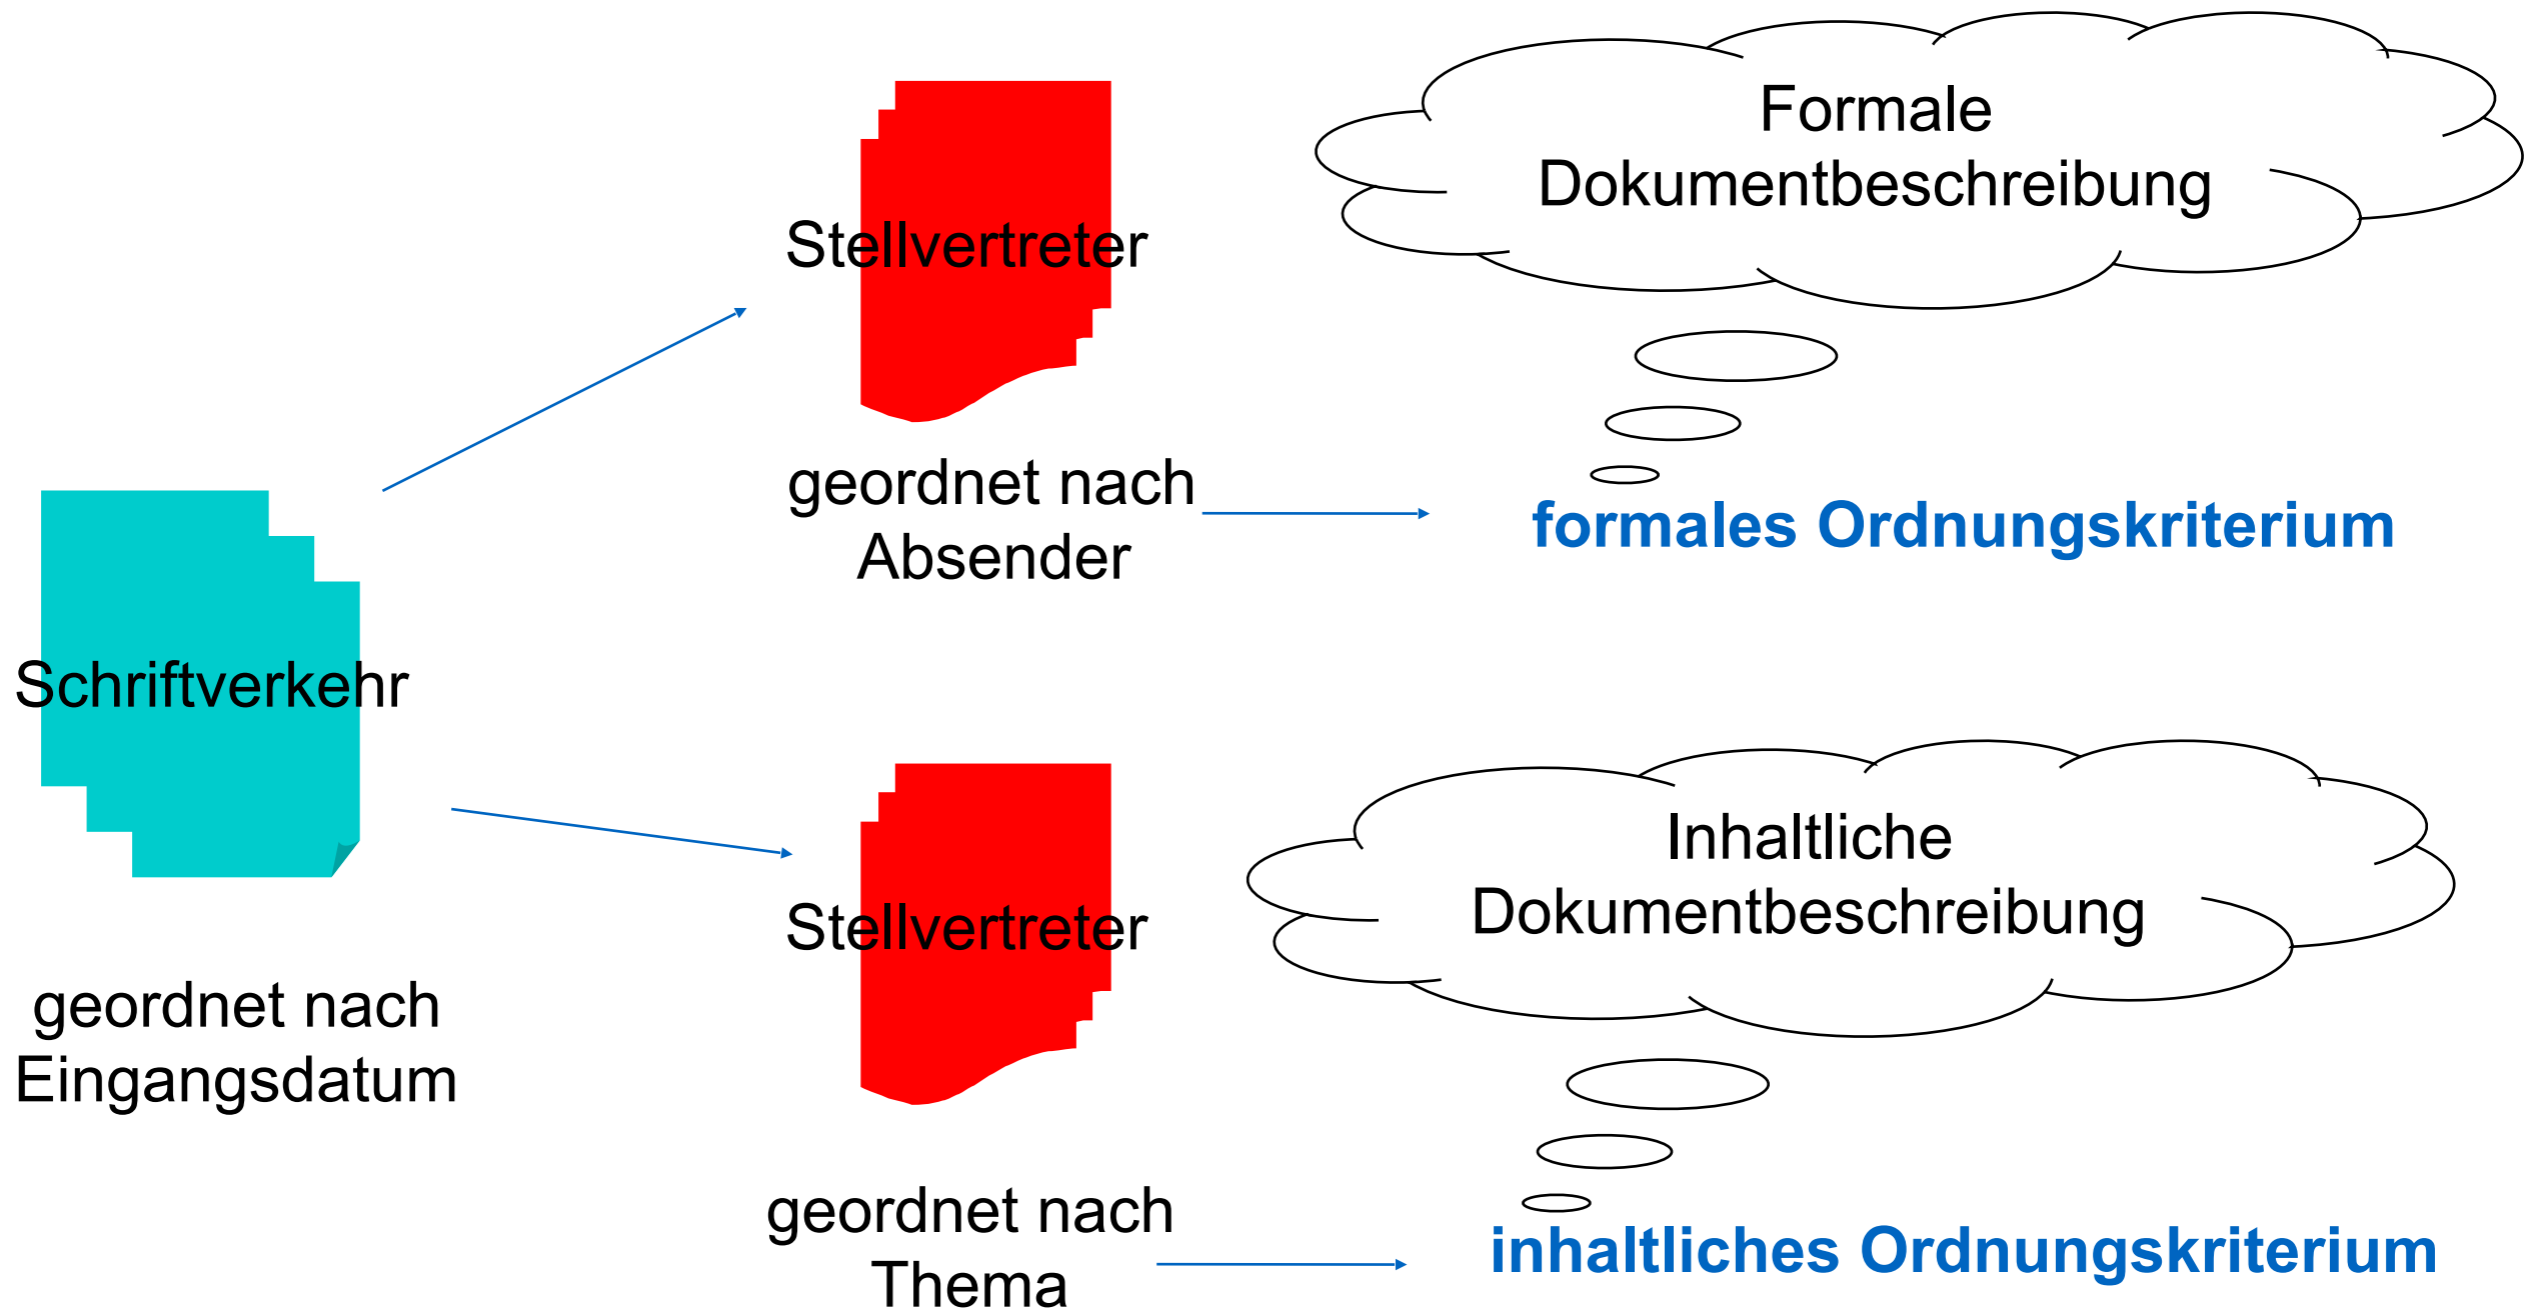 Formale
Dokumentbeschreibung
Stellvertreter
geordnet nach
Absender
formales Ordnungskriterium
Schriftverkehr
geordnet nach
Eingangsdatum
Inhaltliche
Dokumentbeschreibung
Stellvertreter
geordnet nach
Thema
inhaltliches Ordnungskriterium